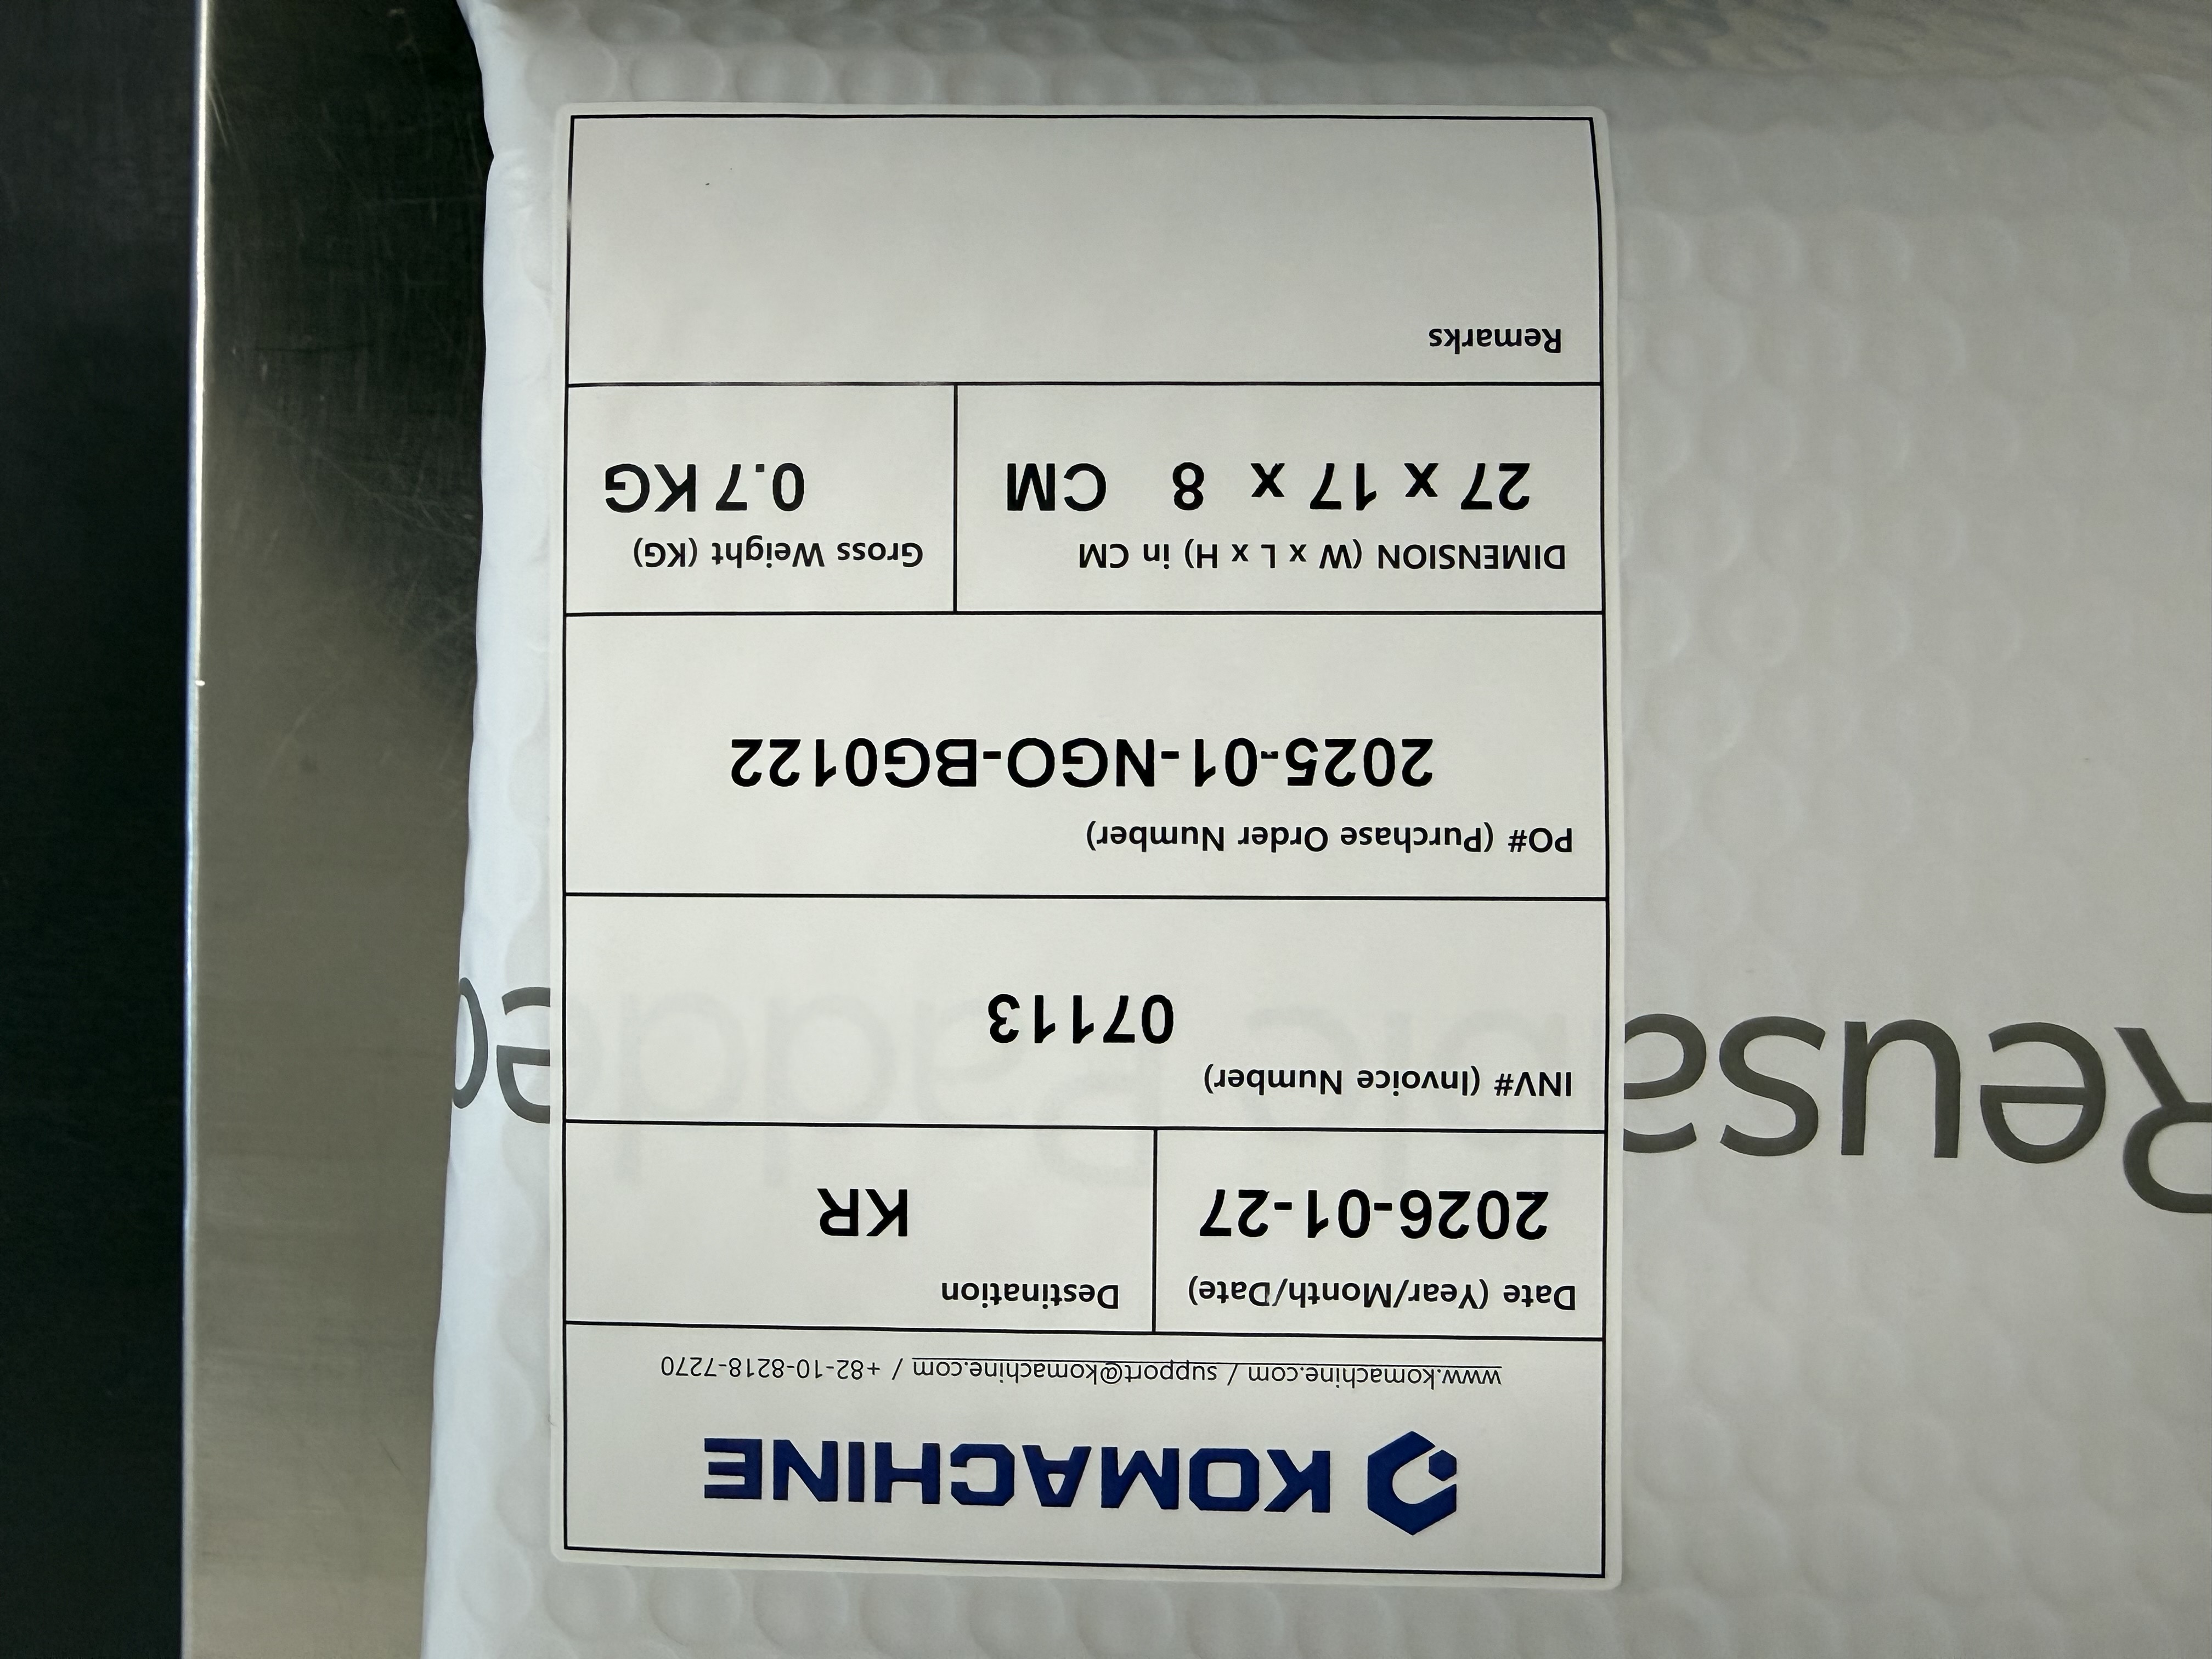 KOMACHINE
www.komachine.com / support@komachine.com / +82-10-8218-7270
Date (Year/Month/Date)
2026-01-27
Destination
KR
INV# (Invoice Number)
07113
PO# (Purchase Order Number)
2025-01-NGO-BG0122
DIMENSION (W x L x H) in CM
27 x 17 x 8 CM
Gross Weight (KG)
0.7 KG
Remarks